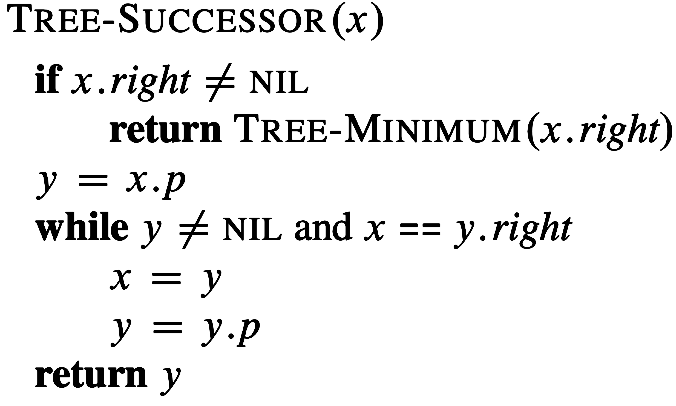 TREE-SUCCESSOR(x)
if x.right ≠ NIL
return TREE-MINIMUM(x.right)
y = x.p
while y ≠ NIL and x == y.right
x = y
y = y.p
return y